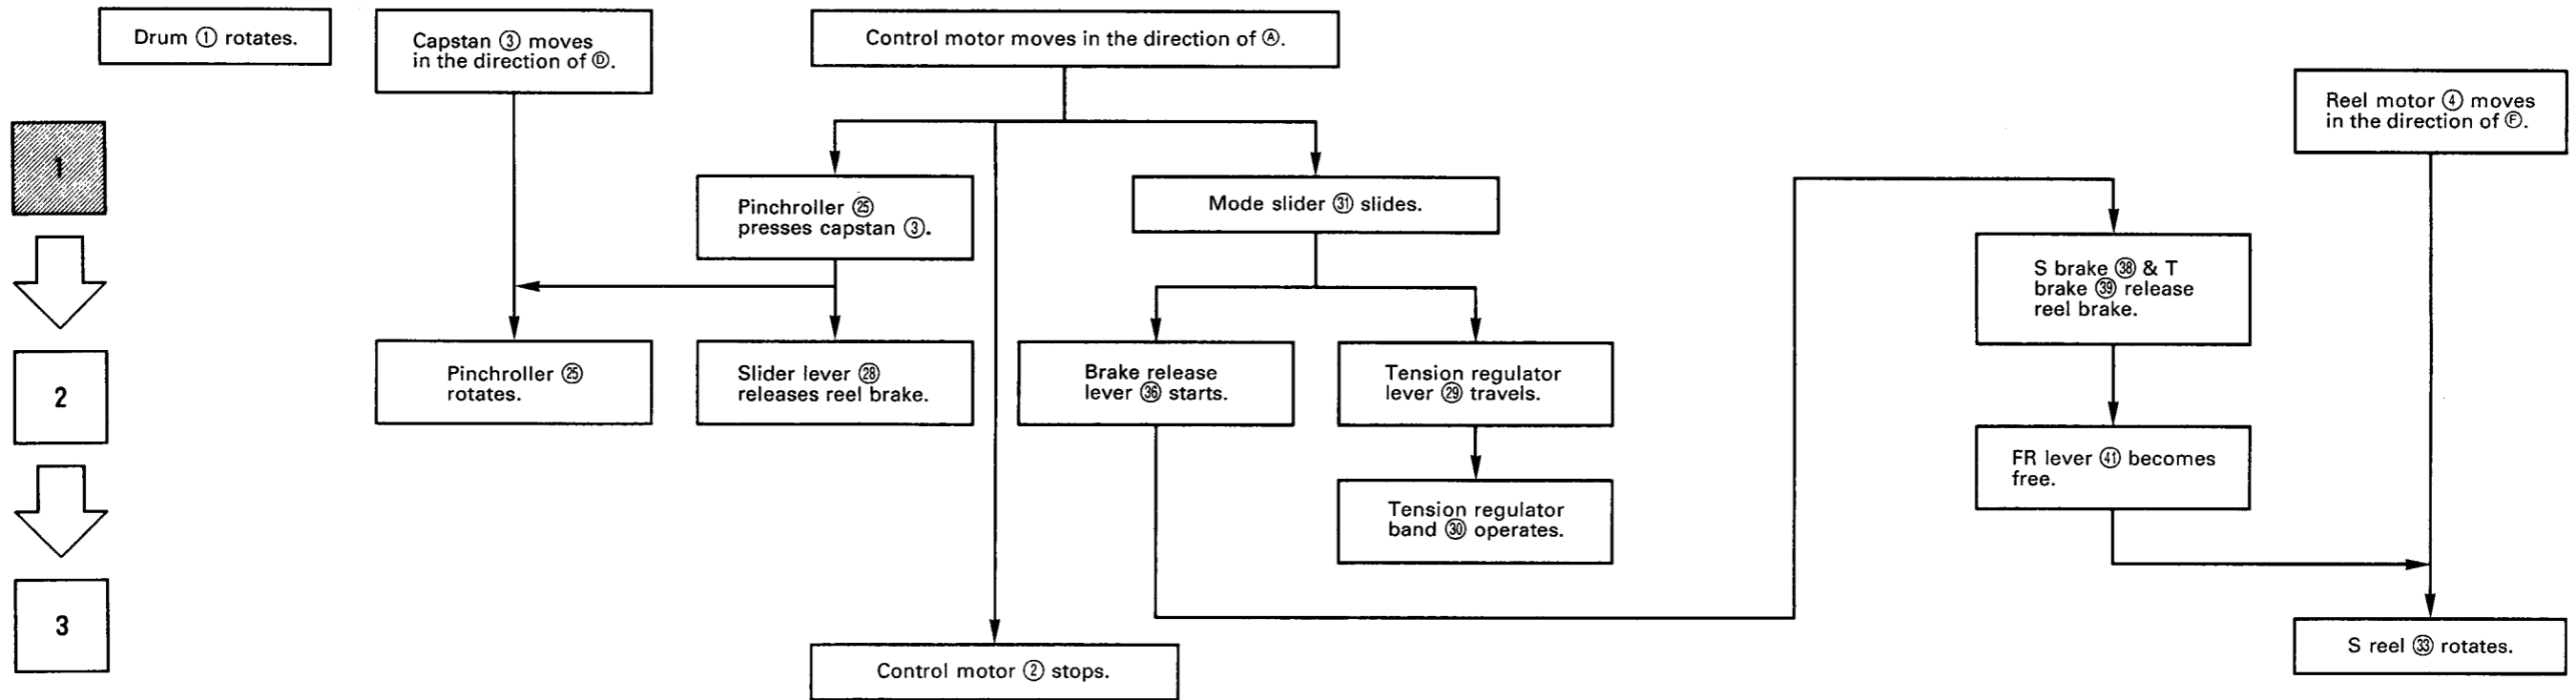 Drum ① rotates.
Capstan ③ moves
in the direction of Ⓓ.
Control motor moves in the direction of Ⓐ.
Reel motor ④ moves
in the direction of Ⓕ.
1
Pinchroller ㉕
presses capstan ③.
Mode slider ㉛ slides.
S brake ㊳ & T
brake ㊴ release
reel brake.
2
Pinchroller ㉕
rotates.
Slider lever ㉘
releases reel brake.
Brake release
lever ㊱ starts.
Tension regulator
lever ㉙ travels.
FR lever ㊶ becomes
free.
Tension regulator
band ㉚ operates.
3
Control motor ② stops.
S reel ㉝ rotates.